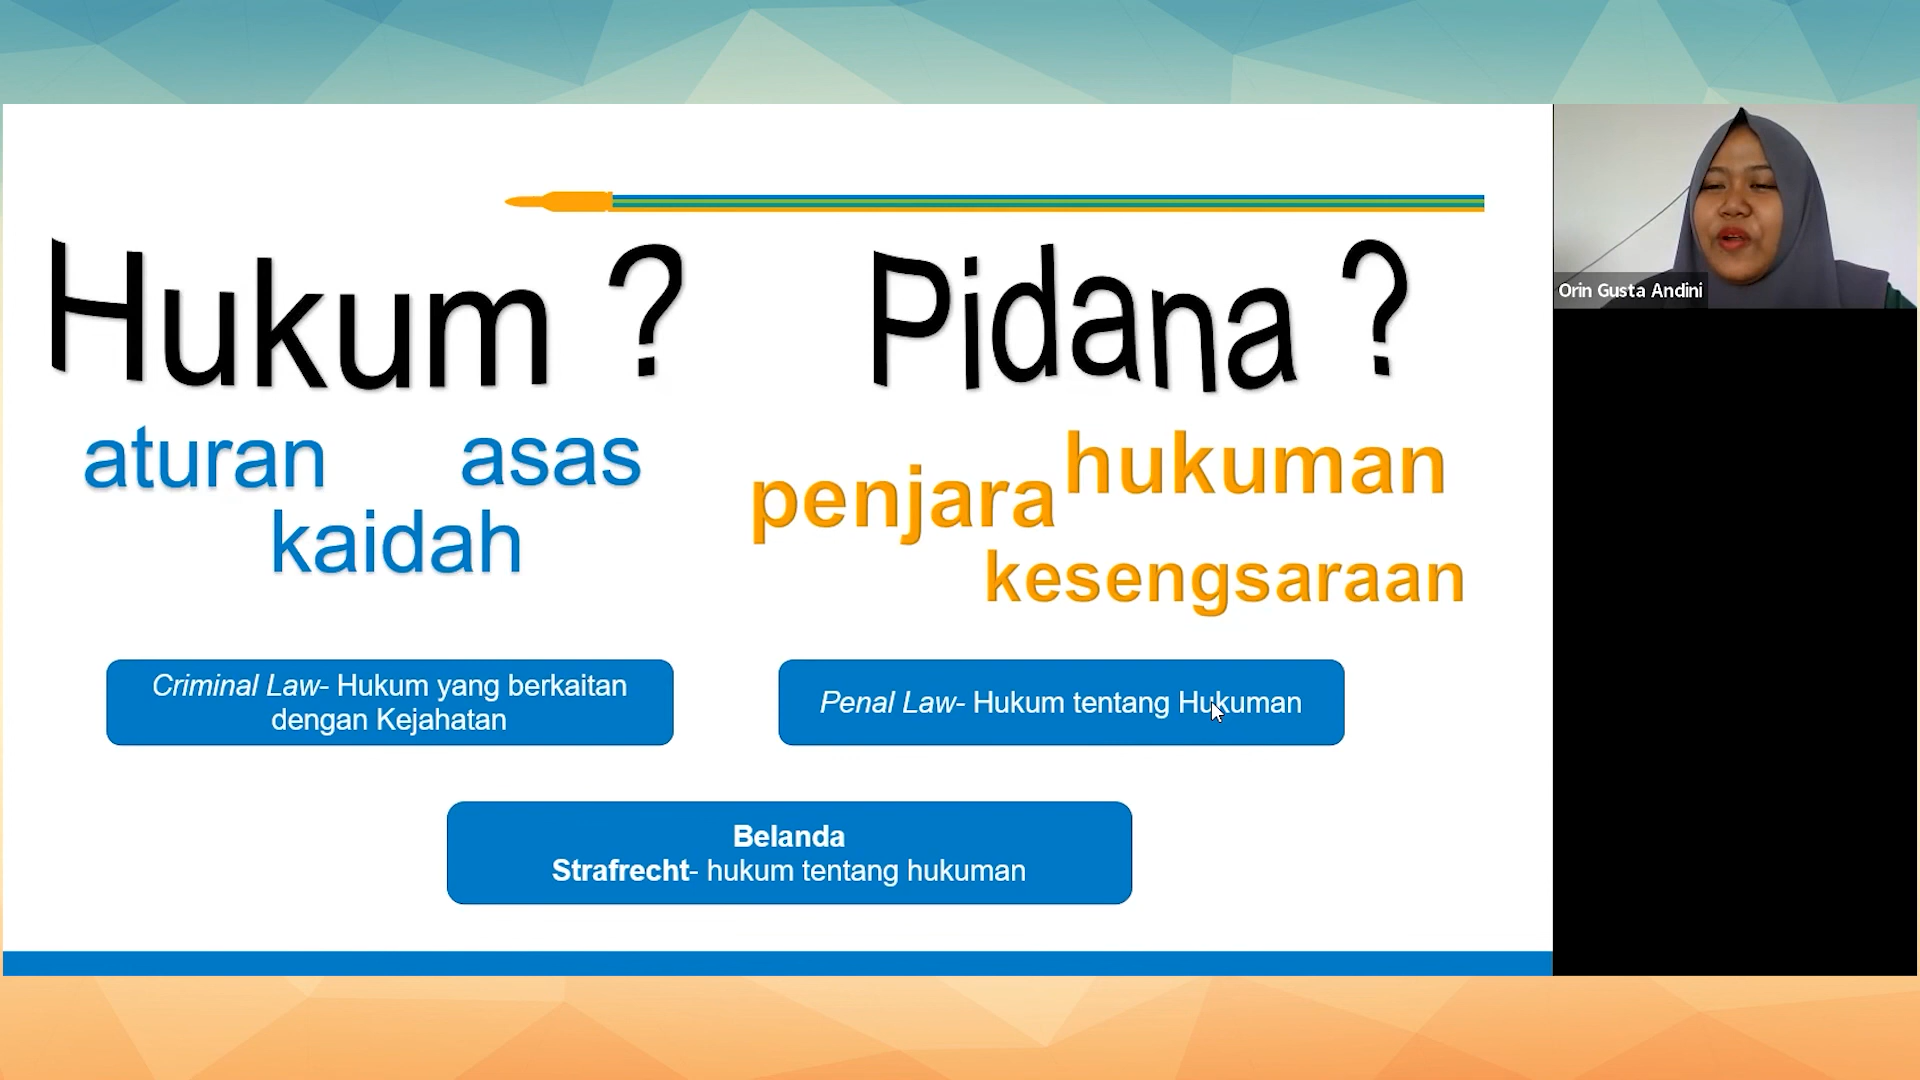 Hukum ?
Pidana ?
aturan
asas
kaidah
penjara
hukuman
kesengsaraan
Criminal Law- Hukum yang berkaitan
dengan Kejahatan
Penal Law- Hukum tentang Hukuman
Belanda
Strafrecht- hukum tentang hukuman
Orin Gusta Andini